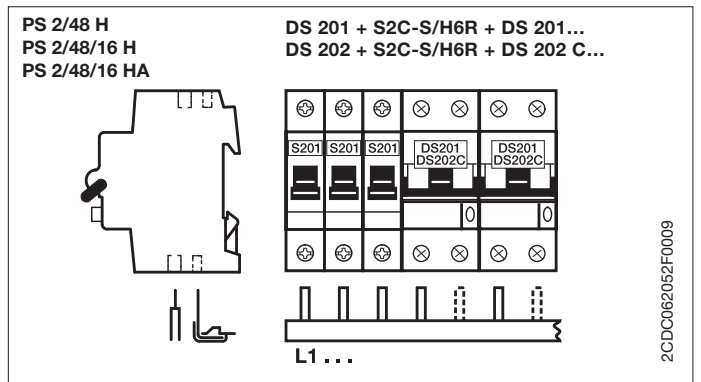 PS 2/48 H
PS 2/48/16 H
PS 2/48/16 HA
DS 201 + S2C-S/H6R + DS 201...
DS 202 + S2C-S/H6R + DS 202 C...
S201 S201 S201 DS201 DS201
DS202C DS202C
L1 . . .
2CDC062052F0009